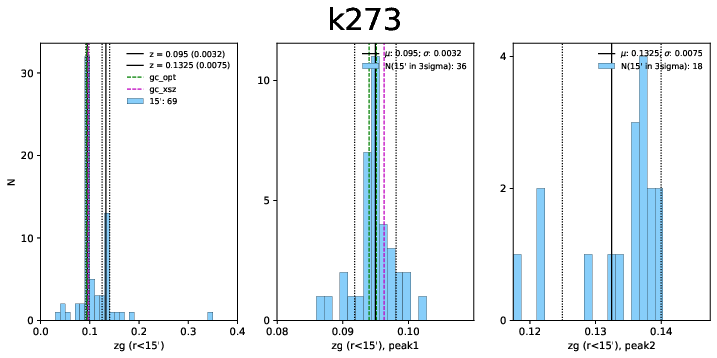 k273
z = 0.095 (0.0032)
z = 0.1325 (0.0075)
gc_opt
gc_xsz
15': 69
N
0
10
20
30
0.0 0.1 0.2 0.3 0.4
zg (r<15')
μ: 0.095; σ: 0.0032
N(15' in 3sigma): 36
0
5
10
0.08 0.09 0.10
zg (r<15'), peak1
μ: 0.1325; σ: 0.0075
N(15' in 3sigma): 18
0
2
4
0.12 0.13 0.14
zg (r<15'), peak2